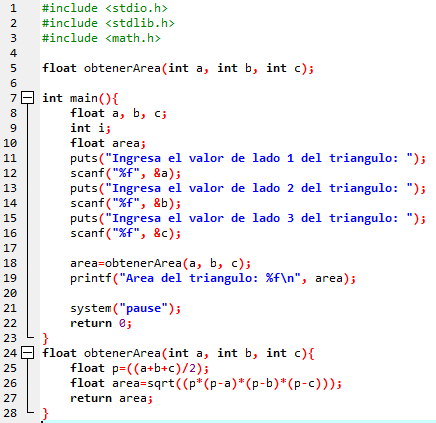 1 #include <stdio.h>
2 #include <stdlib.h>
3 #include <math.h>
4
5 float obtenerArea(int a, int b, int c);
6
7 int main(){
8 float a, b, c;
9 int i;
10 float area;
11 puts("Ingresa el valor de lado 1 del triangulo: ");
12 scanf("%f", &a);
13 puts("Ingresa el valor de lado 2 del triangulo: ");
14 scanf("%f", &b);
15 puts("Ingresa el valor de lado 3 del triangulo: ");
16 scanf("%f", &c);
17
18 area=obtenerArea(a, b, c);
19 printf("Area del triangulo: %f\n", area);
20
21 system("pause");
22 return 0;
23 }
24 float obtenerArea(int a, int b, int c){
25 float p=((a+b+c)/2);
26 float area=sqrt((p*(p-a)*(p-b)*(p-c)));
27 return area;
28 }